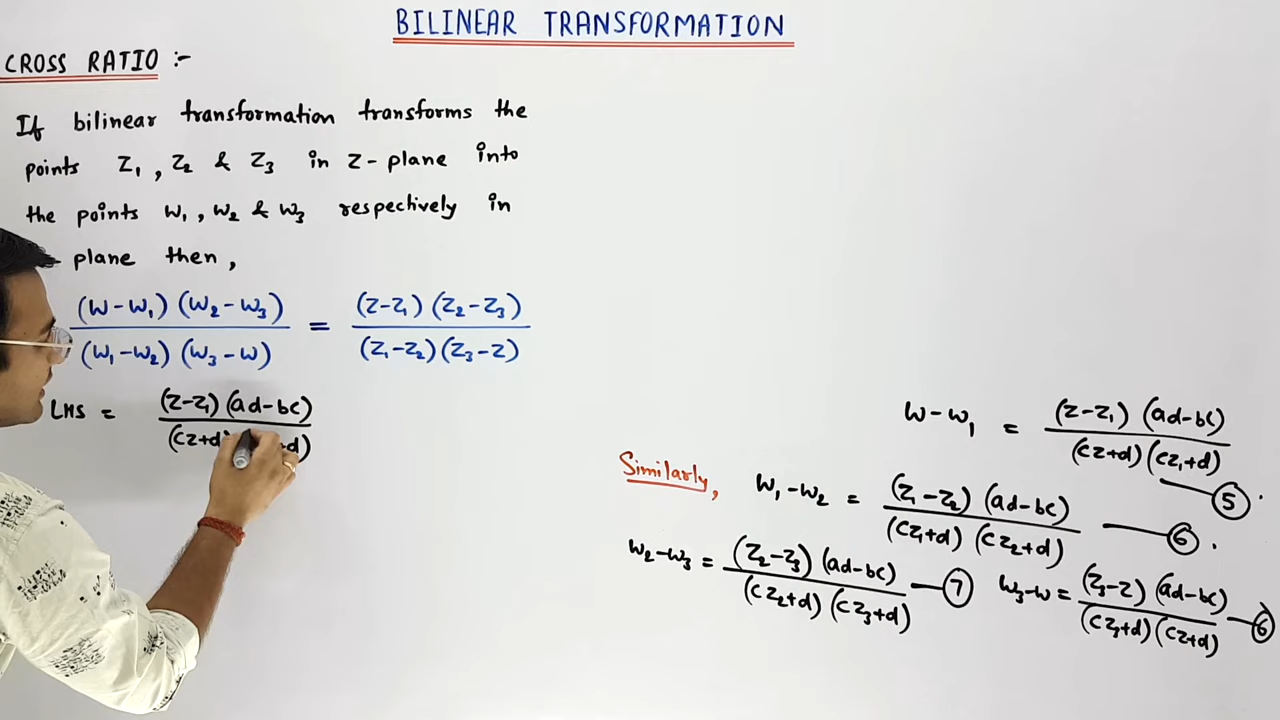 BILINEAR TRANSFORMATION
CROSS RATIO :-
If bilinear transformation transforms the
points Z₁, Z₂ & Z₃ in Z-plane into
the points W₁, W₂ & W₃ respectively in
plane then,
(W-W₁) (W₂-W₃) / (W₁-W₂) (W₃-W) = (Z-Z₁) (Z₂-Z₃) / (Z₁-Z₂) (Z₃-Z)
LHS = (Z-Z₁) (ad-bc) / (CZ+d) d)
W-W₁ = (Z-Z₁) (ad-bc) / (CZ+d) (CZ₁+d) — 5
Similarly, W₁-W₂ = (Z₁-Z₂) (ad-bc) / (CZ₁+d) (CZ₂+d) — 6
W₂-W₃ = (Z₂-Z₃) (ad-bc) / (CZ₂+d) (CZ₃+d) — 7
W₃-W = (Z₃-Z) (ad-bc) / (CZ₃+d) (CZ+d) — 6